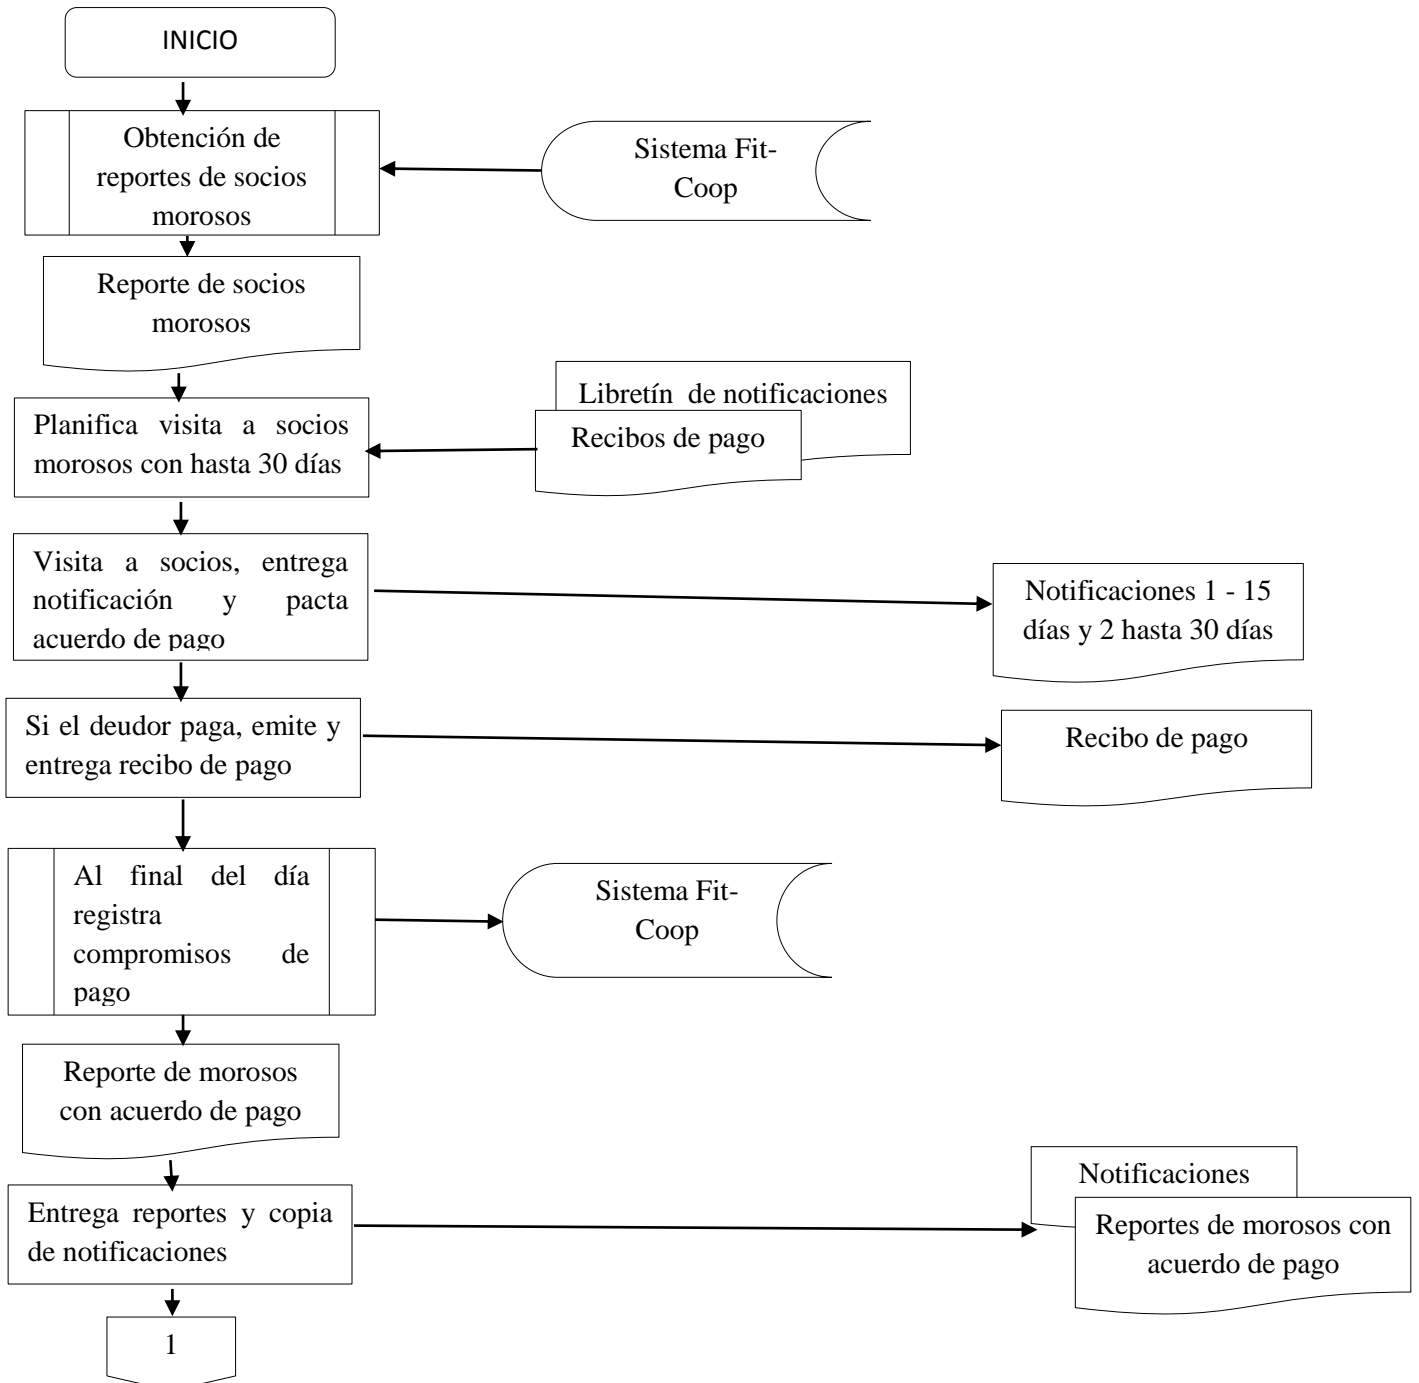 INICIO
Obtención de
reportes de socios
morosos
Sistema Fit-
Coop
Reporte de socios
morosos
Libretín de notificaciones
Recibos de pago
Planifica visita a socios
morosos con hasta 30 días
Visita a socios, entrega
notificación y pacta
acuerdo de pago
Notificaciones 1 - 15
días y 2 hasta 30 días
Si el deudor paga, emite y
entrega recibo de pago
Recibo de pago
Al final del día
registra
compromisos de
pago
Sistema Fit-
Coop
Reporte de morosos
con acuerdo de pago
Entrega reportes y copia
de notificaciones
Notificaciones
Reportes de morosos con
acuerdo de pago
1